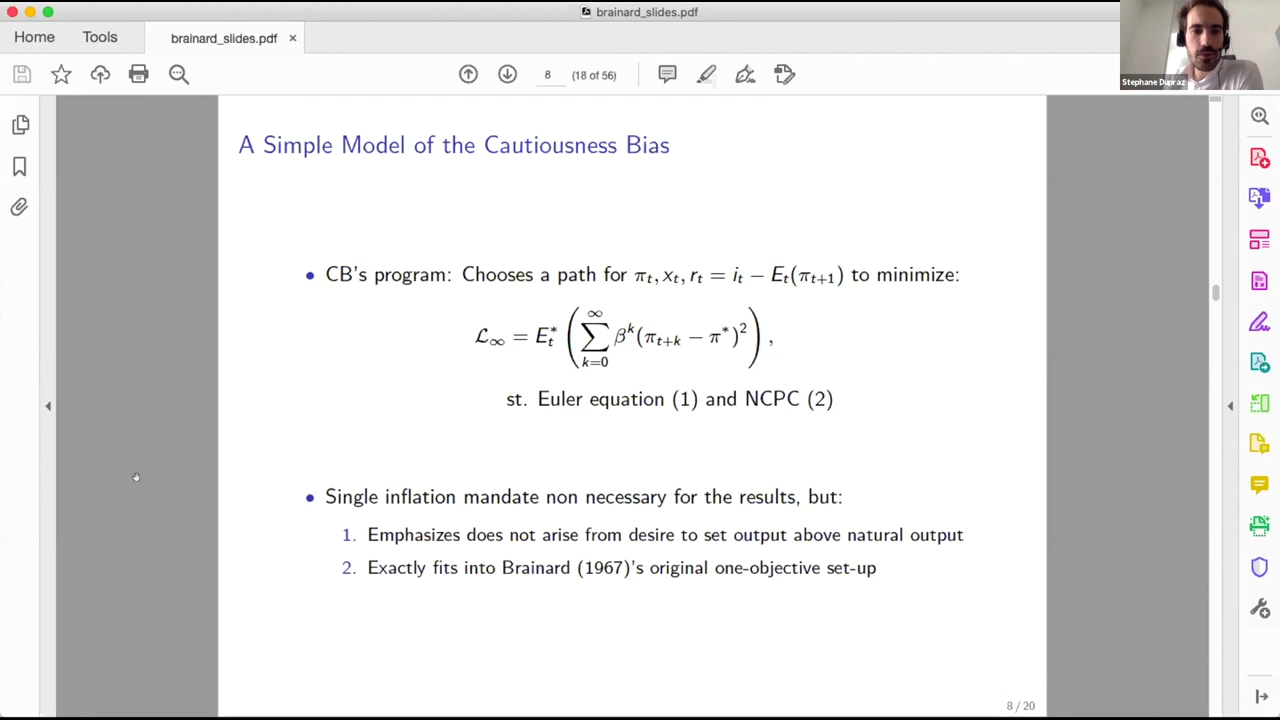 brainard_slides.pdf
Home
Tools
brainard_slides.pdf ×
8
(18 of 56)
Stephane Dupraz
A Simple Model of the Cautiousness Bias
• CB's program: Chooses a path for π_t, x_t, r_t = i_t − E_t(π_{t+1}) to minimize:
ℒ_∞ = E_t^* ( ∑_{k=0}^{∞} β^k (π_{t+k} − π^*)^2 ) ,
st. Euler equation (1) and NCPC (2)
• Single inflation mandate non necessary for the results, but:
1. Emphasizes does not arise from desire to set output above natural output
2. Exactly fits into Brainard (1967)'s original one-objective set-up
8 / 20